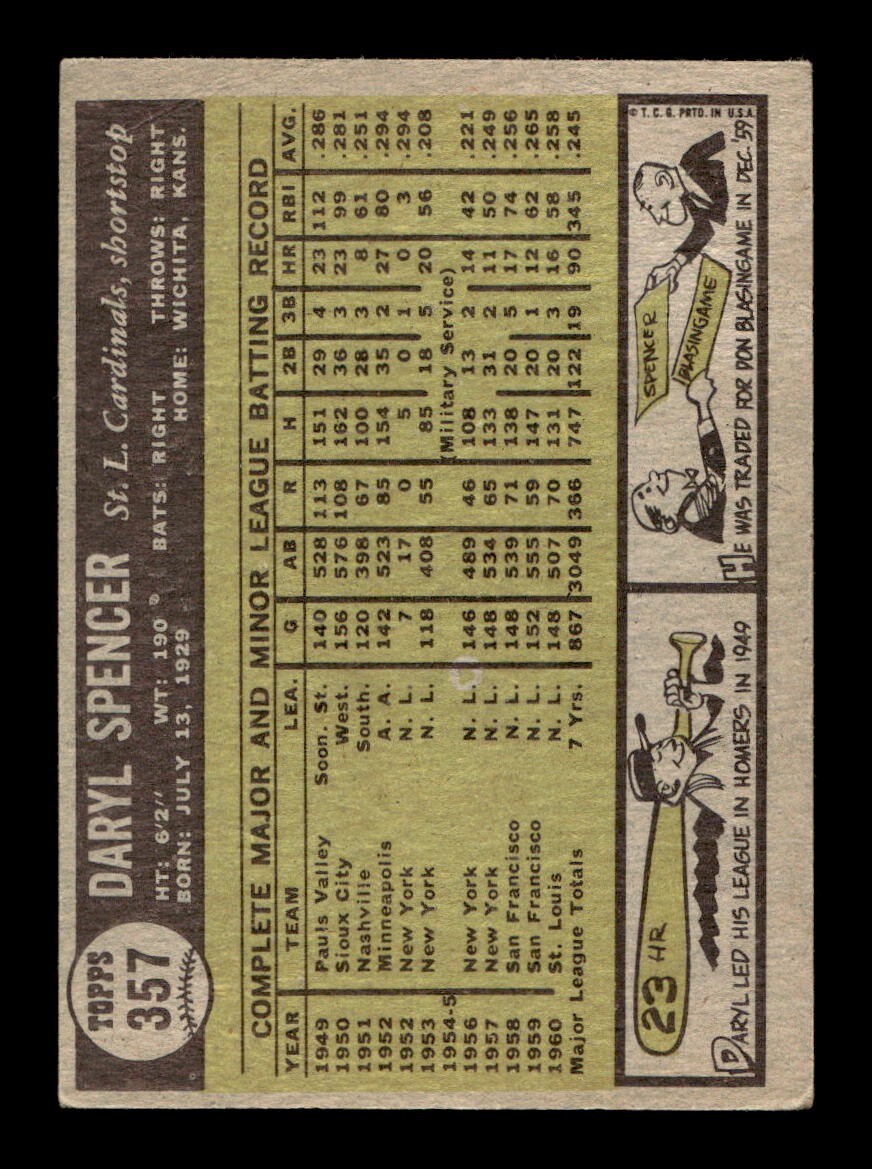 TOPPS
357
DARYL SPENCER St. L. Cardinals, shortstop
HT: 6'2" WT: 190 BATS: RIGHT THROWS: RIGHT
BORN: JULY 13, 1929 HOME: WICHITA, KANS.
COMPLETE MAJOR AND MINOR LEAGUE BATTING RECORD
YEAR TEAM LEA. G AB R H 2B 3B HR RBI AVG.
1949 Pauls Valley Soon. St. 140 528 113 151 29 4 23 112 .286
1950 Sioux City West. 156 576 108 162 36 3 23 99 .281
1951 Nashville South. 120 398 67 100 28 3 8 61 .251
1952 Minneapolis A. A. 142 523 85 154 35 2 27 80 .294
1952 New York N. L. 7 17 0 5 0 1 0 3 .294
1953 New York N. L. 118 408 55 85 18 5 20 56 .208
1954-5 (Military Service)
1956 New York N. L. 146 489 46 108 13 2 14 42 .221
1957 New York N. L. 148 534 65 133 31 2 11 50 .249
1958 San Francisco N. L. 148 539 71 138 20 5 17 74 .256
1959 San Francisco N. L. 152 555 59 147 20 1 12 62 .265
1960 St. Louis N. L. 148 507 70 131 20 3 16 58 .258
Major League Totals 7 Yrs. 867 3049 366 747 122 19 90 345 .245
23 HR
DARYL LED HIS LEAGUE IN HOMERS IN 1949
© T. C. G. PRTD. IN U.S.A.
SPENCER
BLASINGAME
HE WAS TRADED FOR DON BLASINGAME IN DEC. '59